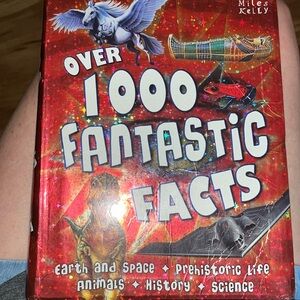 Miles
Kelly
OVER
1000
FANTASTIC
FACTS
Earth and Space + Prehistoric Life
Animals + History + Science